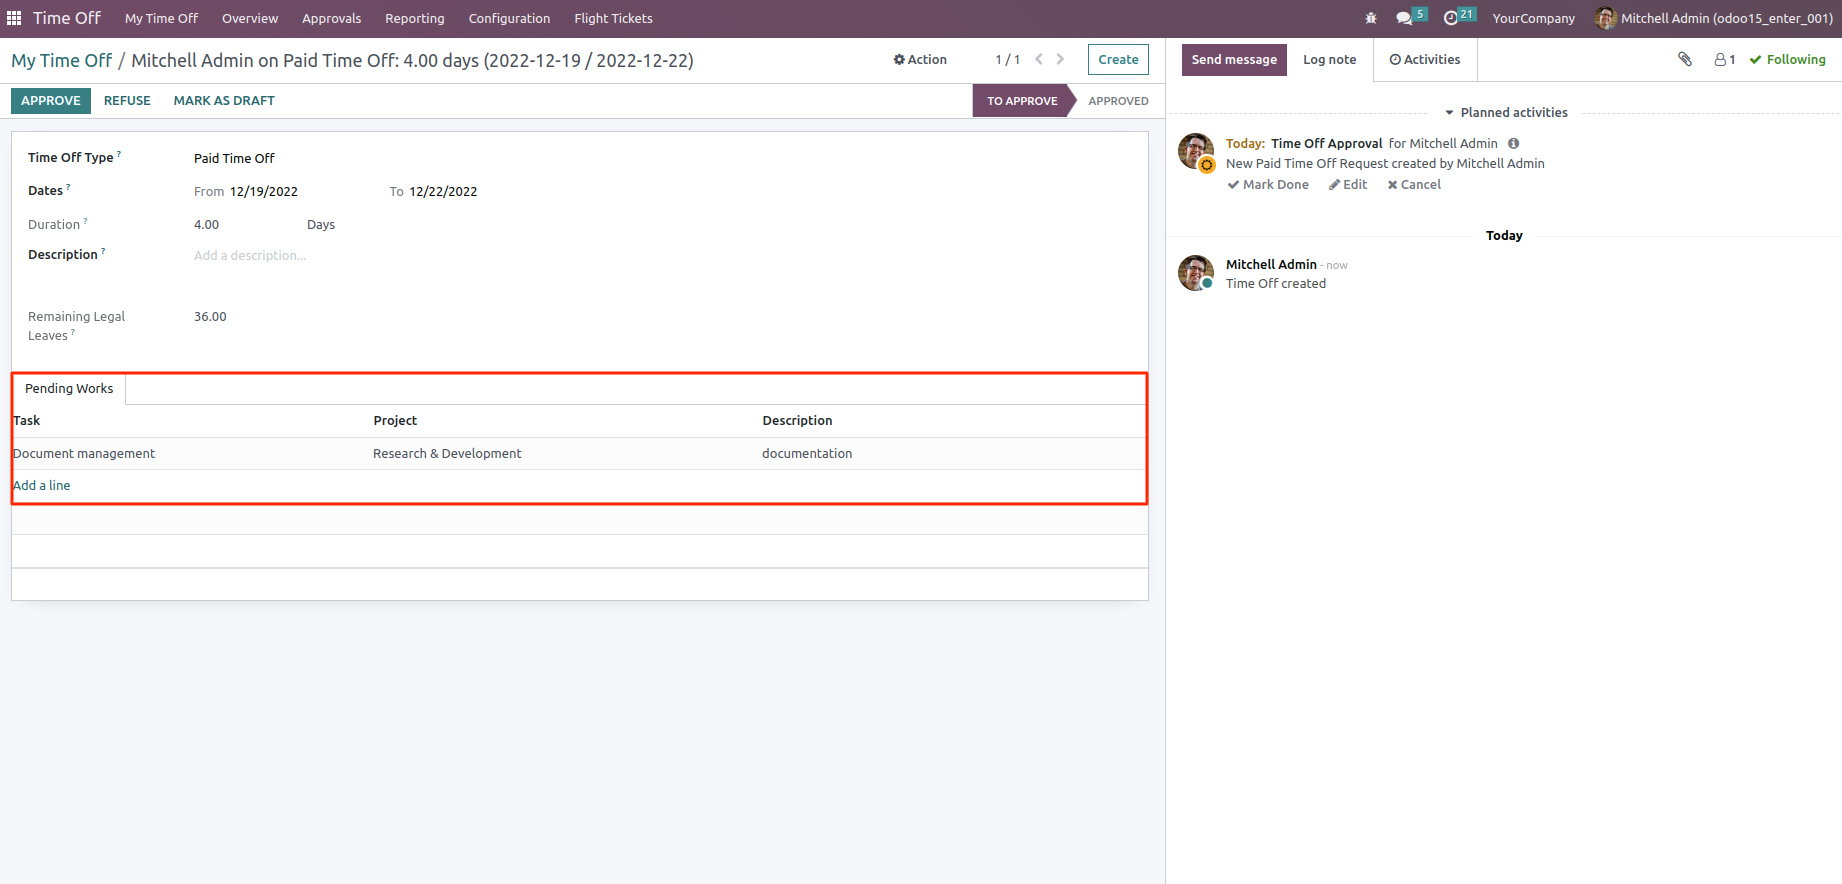 Time Off My Time Off Overview Approvals Reporting Configuration Flight Tickets 5 21 YourCompany Mitchell Admin (odoo15_enter_001)
My Time Off / Mitchell Admin on Paid Time Off: 4.00 days (2022-12-19 / 2022-12-22) Action 1 / 1 Create
APPROVE REFUSE MARK AS DRAFT TO APPROVE APPROVED
Time Off Type ? Paid Time Off
Dates ? From 12/19/2022 To 12/22/2022
Duration ? 4.00 Days
Description ? Add a description...
Remaining Legal Leaves ? 36.00
Pending Works
Task Project Description
Document management Research & Development documentation
Add a line
Send message Log note Activities 1 Following
Planned activities
Today: Time Off Approval for Mitchell Admin
New Paid Time Off Request created by Mitchell Admin
Mark Done Edit Cancel
Today
Mitchell Admin - now
Time Off created